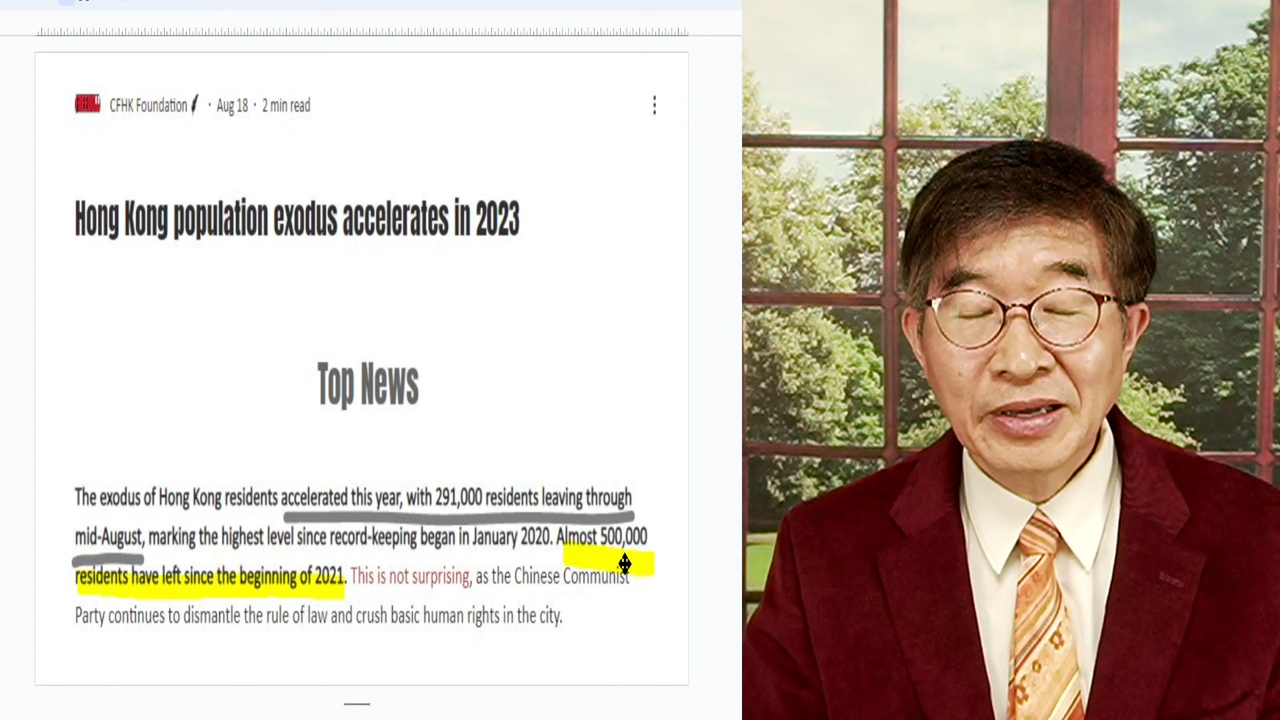 CFHK Foundation · Aug 18 · 2 min read
Hong Kong population exodus accelerates in 2023
Top News
The exodus of Hong Kong residents accelerated this year, with 291,000 residents leaving through
mid-August, marking the highest level since record-keeping began in January 2020. Almost 500,000
residents have left since the beginning of 2021. This is not surprising, as the Chinese Communist
Party continues to dismantle the rule of law and crush basic human rights in the city.